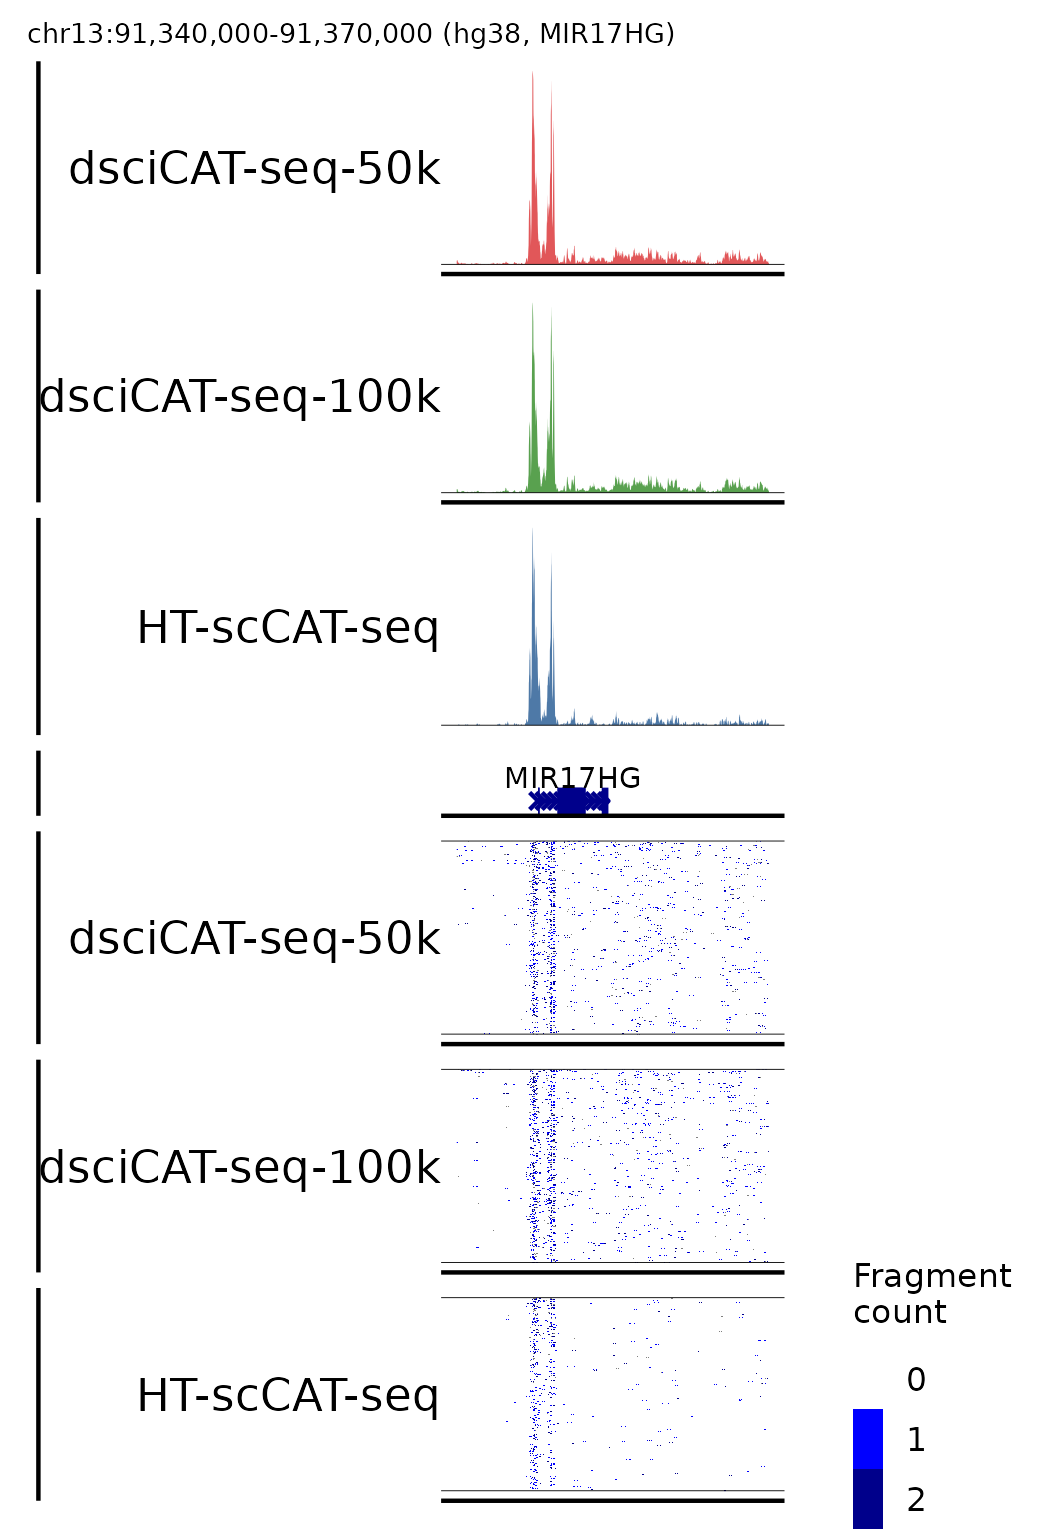 chr13:91,340,000-91,370,000 (hg38, MIR17HG)
dsciCAT-seq-50k
dsciCAT-seq-100k
HT-scCAT-seq
MIR17HG
dsciCAT-seq-50k
dsciCAT-seq-100k
HT-scCAT-seq
Fragment
count
0
1
2